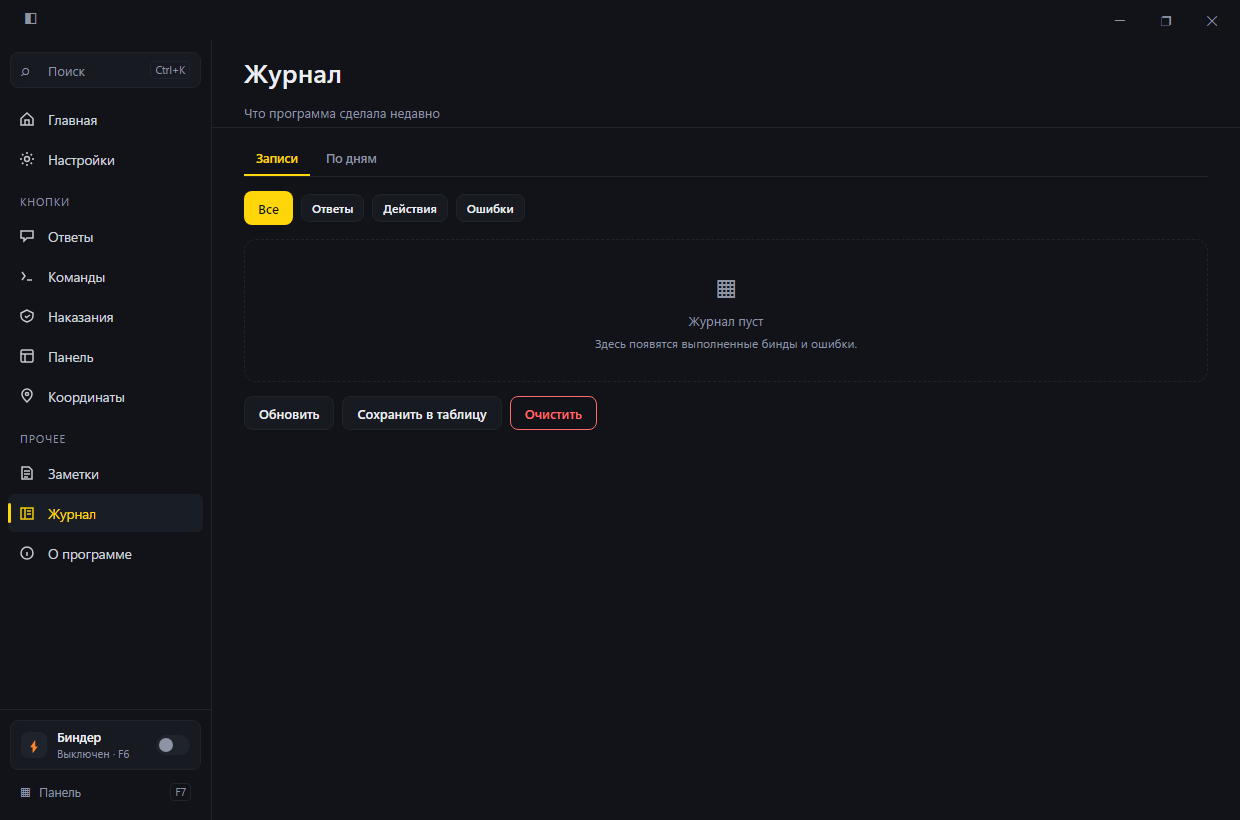 Поиск Ctrl+K
Главная
Настройки
КНОПКИ
Ответы
Команды
Наказания
Панель
Координаты
ПРОЧЕЕ
Заметки
Журнал
О программе
Биндер
Выключен · F6
Панель F7
Журнал
Что программа сделала недавно
Записи По дням
Все Ответы Действия Ошибки
Журнал пуст
Здесь появятся выполненные бинды и ошибки.
Обновить Сохранить в таблицу Очистить